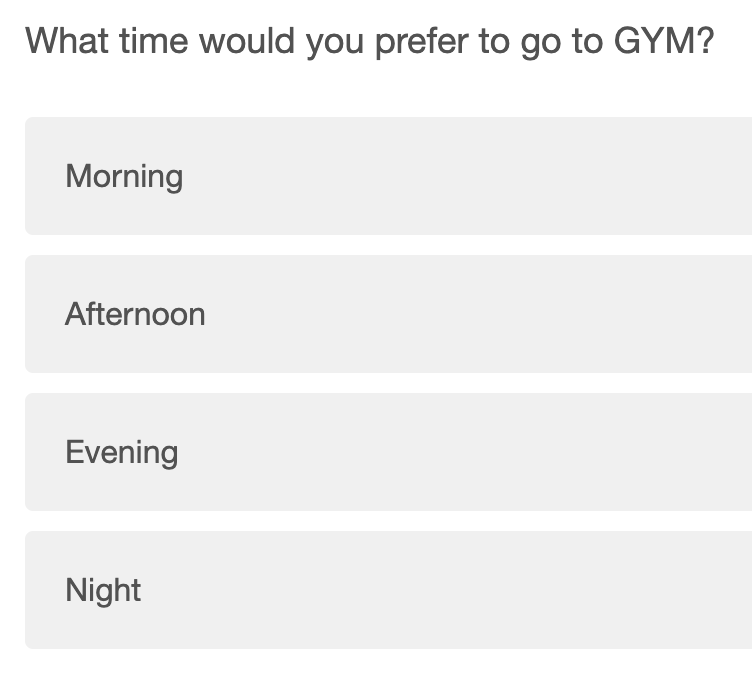 What time would you prefer to go to GYM?
Morning
Afternoon
Evening
Night